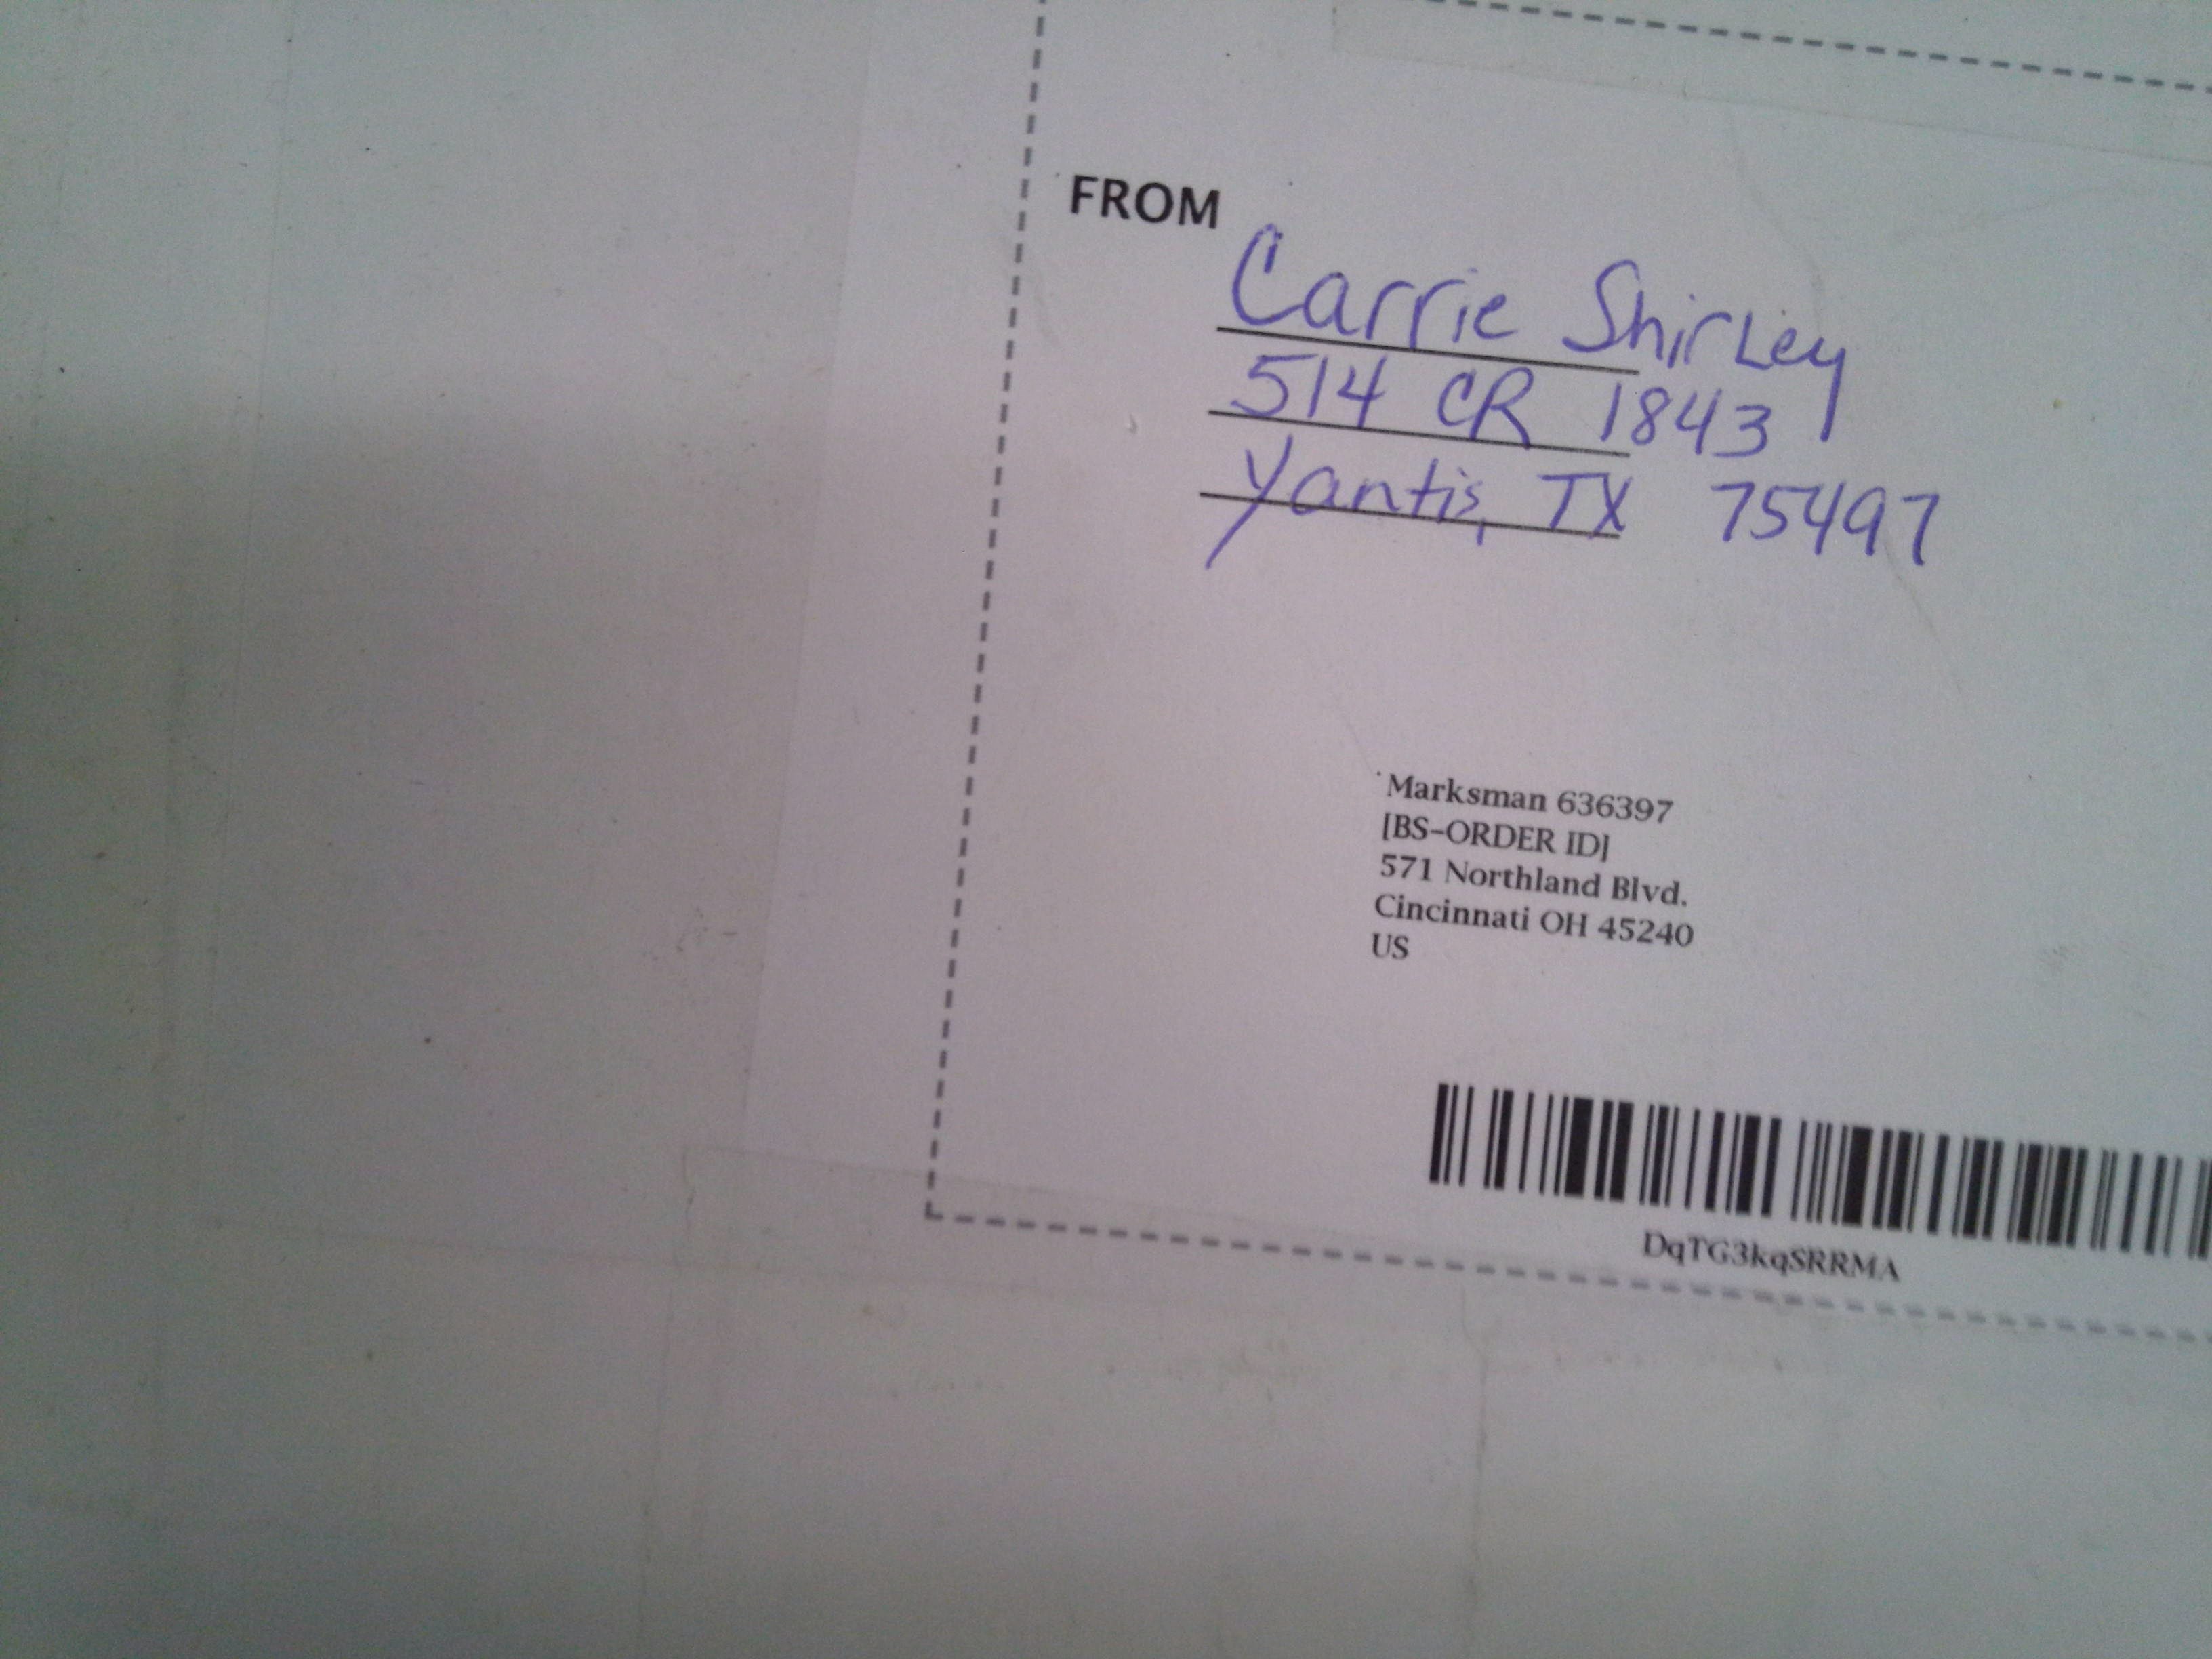 FROM
Carrie Shirley
514 CR 1843
Yantis, TX 75497
Marksman 636397
[BS-ORDER ID]
571 Northland Blvd.
Cincinnati OH 45240
US
DqTG3kqSRRMA